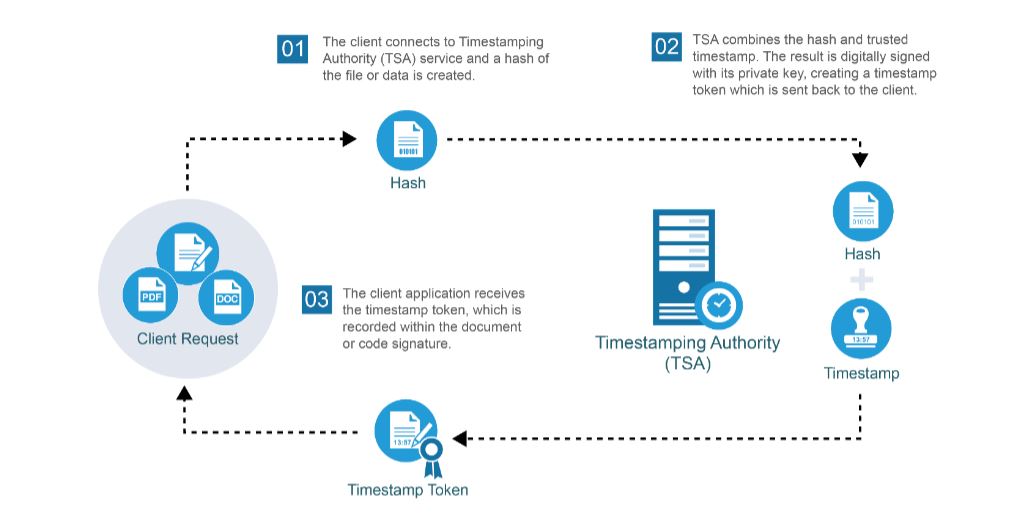 01
The client connects to Timestamping
Authority (TSA) service and a hash of
the file or data is created.
02
TSA combines the hash and trusted
timestamp. The result is digitally signed
with its private key, creating a timestamp
token which is sent back to the client.
010101
Hash
010101
Hash
PDF
DOC
Client Request
03
The client application receives
the timestamp token, which is
recorded within the document
or code signature.
Timestamping Authority
(TSA)
13:57
Timestamp
13:57
Timestamp Token